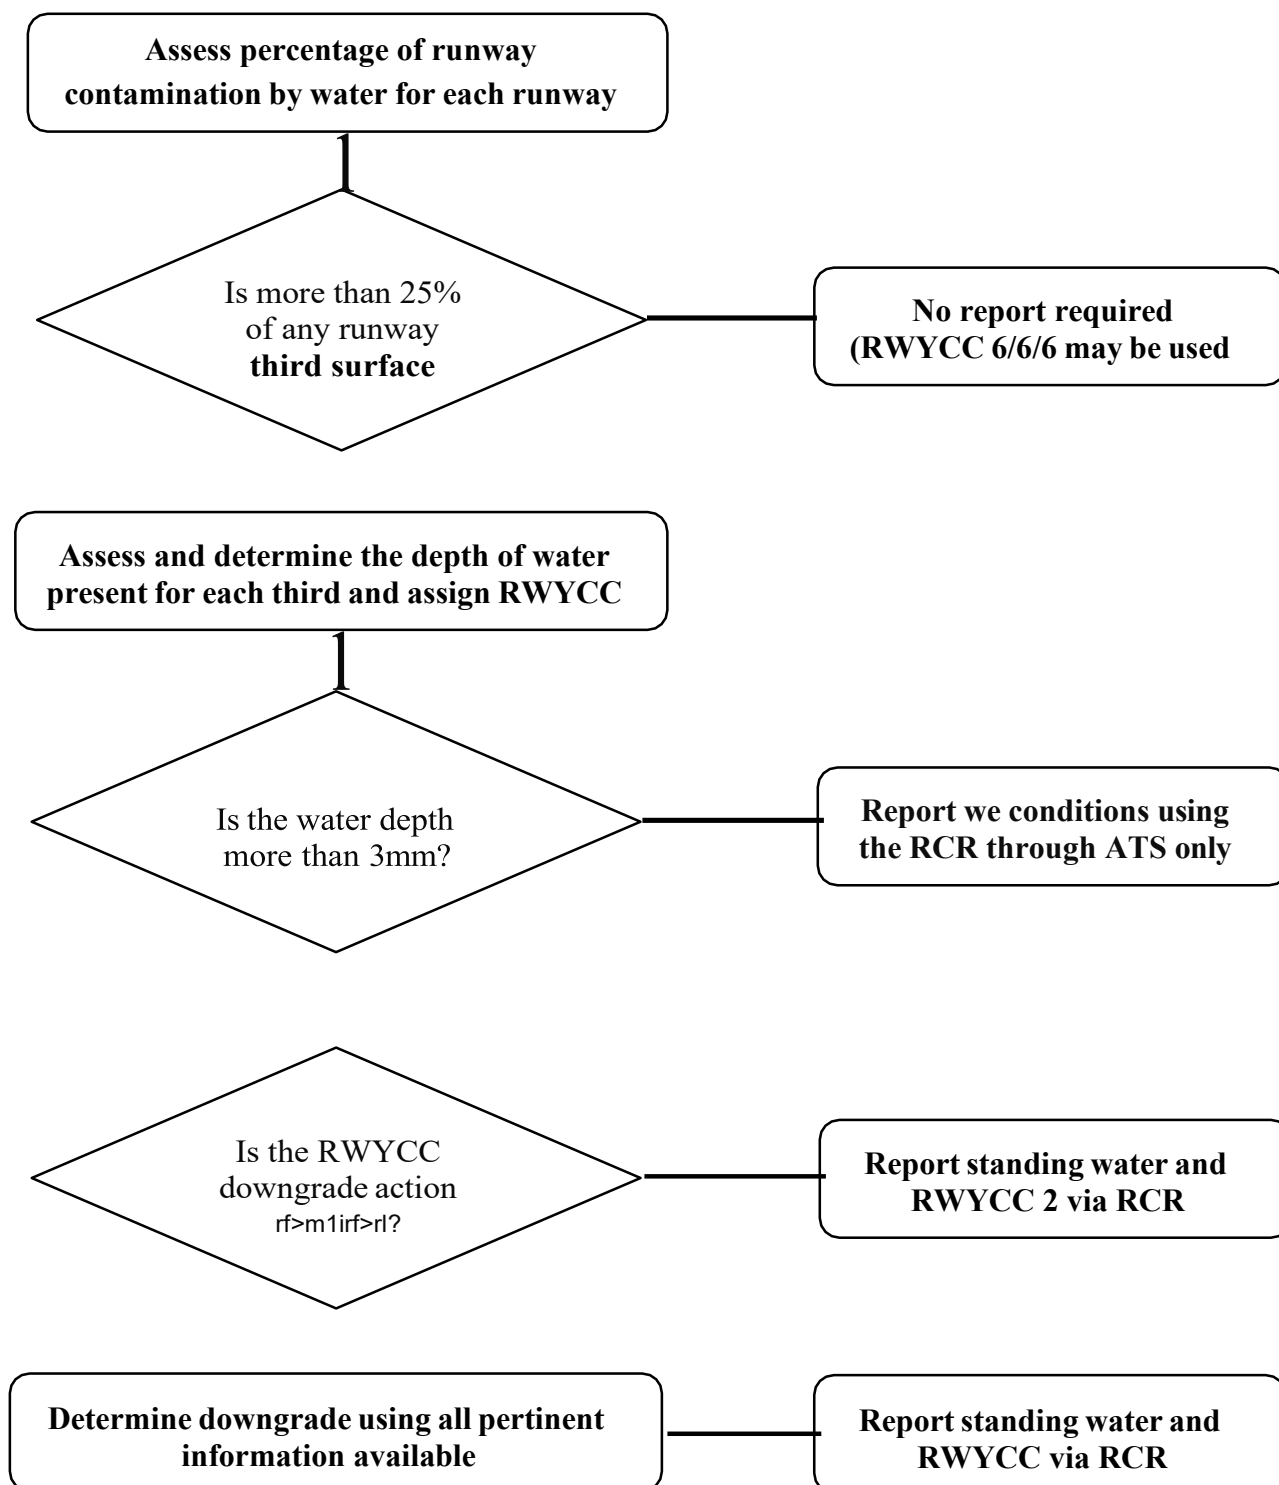 Assess percentage of runway
contamination by water for each runway
Is more than 25%
of any runway
third surface
No report required
(RWYCC 6/6/6 may be used
Assess and determine the depth of water
present for each third and assign RWYCC
Is the water depth
more than 3mm?
Report we conditions using
the RCR through ATS only
Is the RWYCC
downgrade action
rf>m1irf>rl?
Report standing water and
RWYCC 2 via RCR
Determine downgrade using all pertinent
information available
Report standing water and
RWYCC via RCR